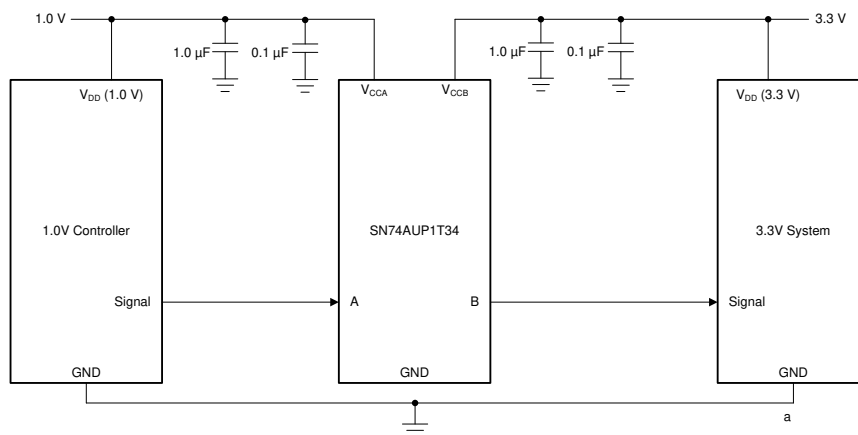 1.0 V
3.3 V
1.0 µF
0.1 µF
1.0 µF
0.1 µF
VDD (1.0 V)
VCCA
VCCB
VDD (3.3 V)
1.0V Controller
SN74AUP1T34
3.3V System
Signal
A
B
Signal
GND
GND
GND
a